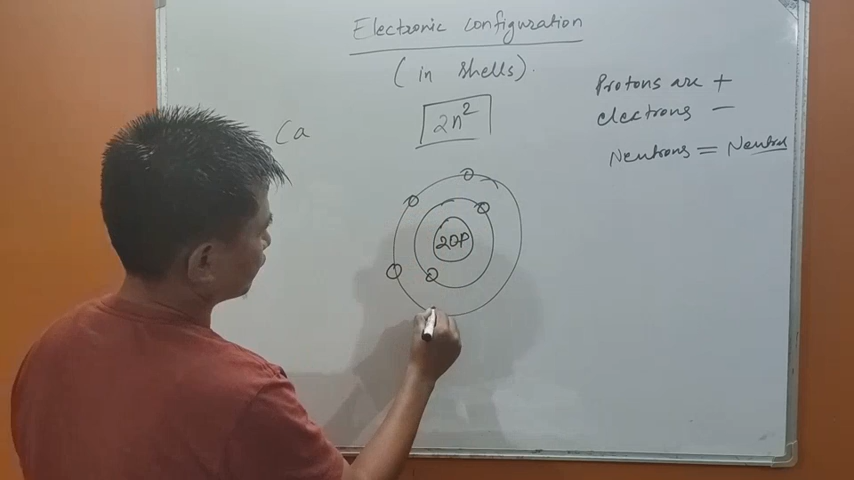 Electronic configuration
(in shells).
2n²
Ca
Protons are +
electrons —
Neutrons = Neutral
20P